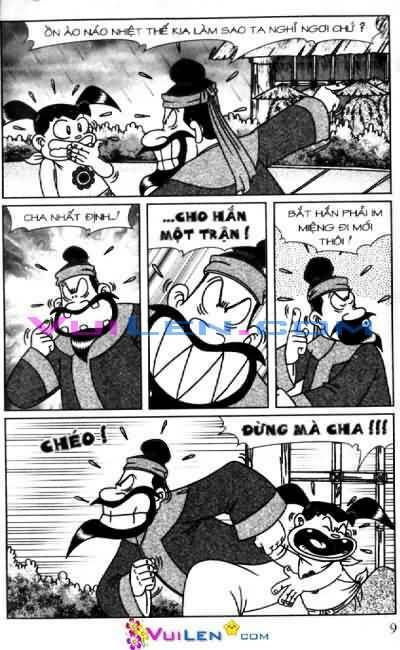 ỒN ÀO NÁO NHIỆT THẾ KIA LÀM SAO TA NGHỈ NGƠI CHỨ ?
CHA NHẤT ĐỊNH...!
...CHO HẮN
MỘT TRẬN !
BẮT HẮN PHẢI IM
MIỆNG ĐI MỚI
THÔI !
VUILEN.COM
CHÉO !
ĐỪNG MÀ CHA !!!
9
VUILEN.COM